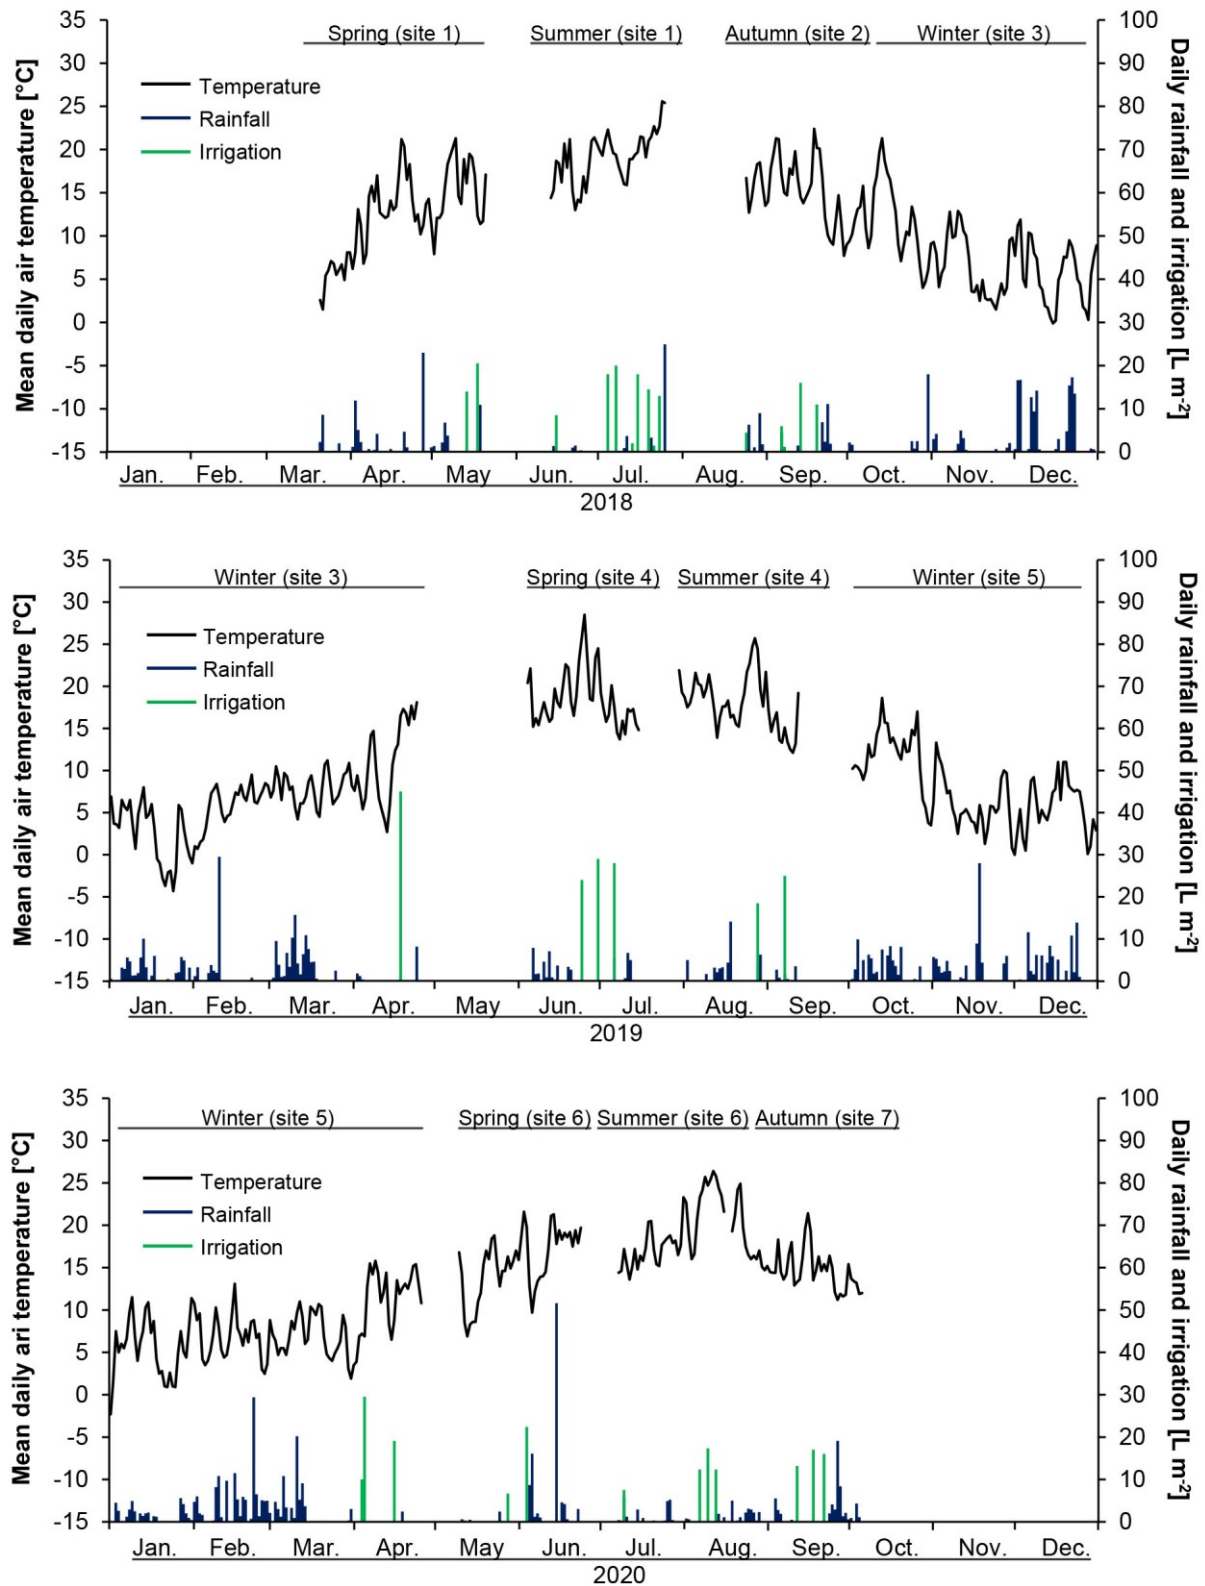 35 100
Spring (site 1) Summer (site 1) Autumn (site 2) Winter (site 3)
30 90
Temperature
25 80
Rainfall
20 70
Irrigation
15 60
10 50
5 40
0 30
-5 20
-10 10
-15 0
Mean daily air temperature [°C]
Daily rainfall and irrigation [L m-2]
Jan. Feb. Mar. Apr. May Jun. Jul. Aug. Sep. Oct. Nov. Dec.
2018
35 100
Winter (site 3) Spring (site 4) Summer (site 4) Winter (site 5)
30 90
Temperature
25 80
Rainfall
20 70
Irrigation
15 60
10 50
5 40
0 30
-5 20
-10 10
-15 0
Mean daily air temperature [°C]
Daily rainfall and irrigation [L m-2]
Jan. Feb. Mar. Apr. May Jun. Jul. Aug. Sep. Oct. Nov. Dec.
2019
35 100
Winter (site 5) Spring (site 6) Summer (site 6) Autumn (site 7)
30 90
Temperature
25 80
Rainfall
20 70
Irrigation
15 60
10 50
5 40
0 30
-5 20
-10 10
-15 0
Mean daily ari temperature [°C]
Daily rainfall and irrigation [L m-2]
Jan. Feb. Mar. Apr. May Jun. Jul. Aug. Sep. Oct. Nov. Dec.
2020